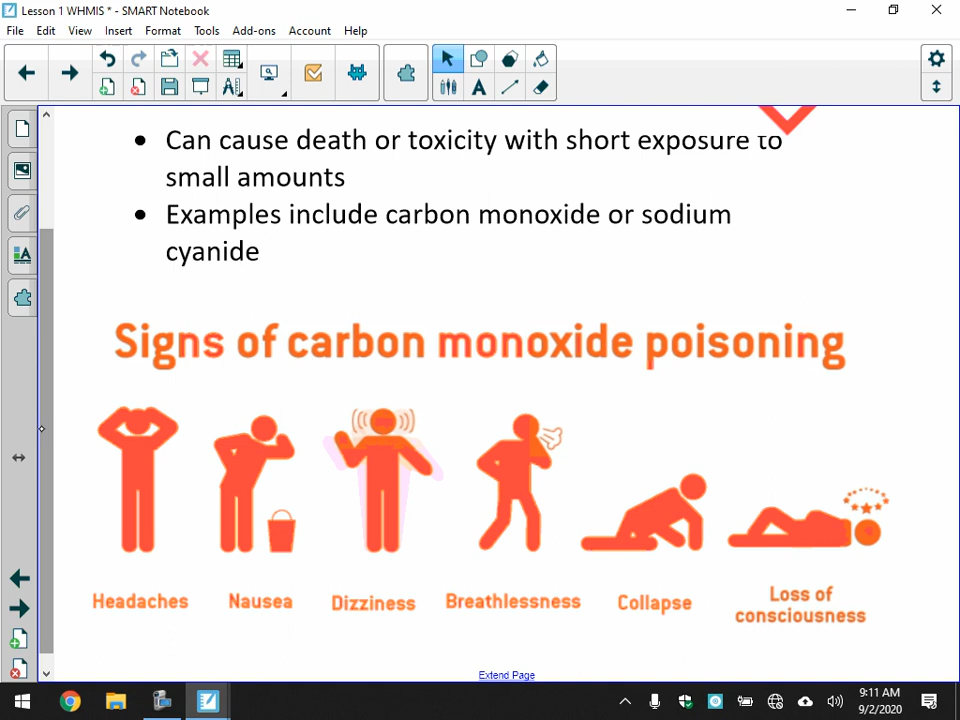 Lesson 1 WHMIS * - SMART Notebook
File Edit View Insert Format Tools Add-ons Account Help
• Can cause death or toxicity with short exposure to
small amounts
• Examples include carbon monoxide or sodium
cyanide
Signs of carbon monoxide poisoning
Headaches Nausea Dizziness Breathlessness Collapse Loss of
consciousness
Extend Page
9:11 AM
9/2/2020